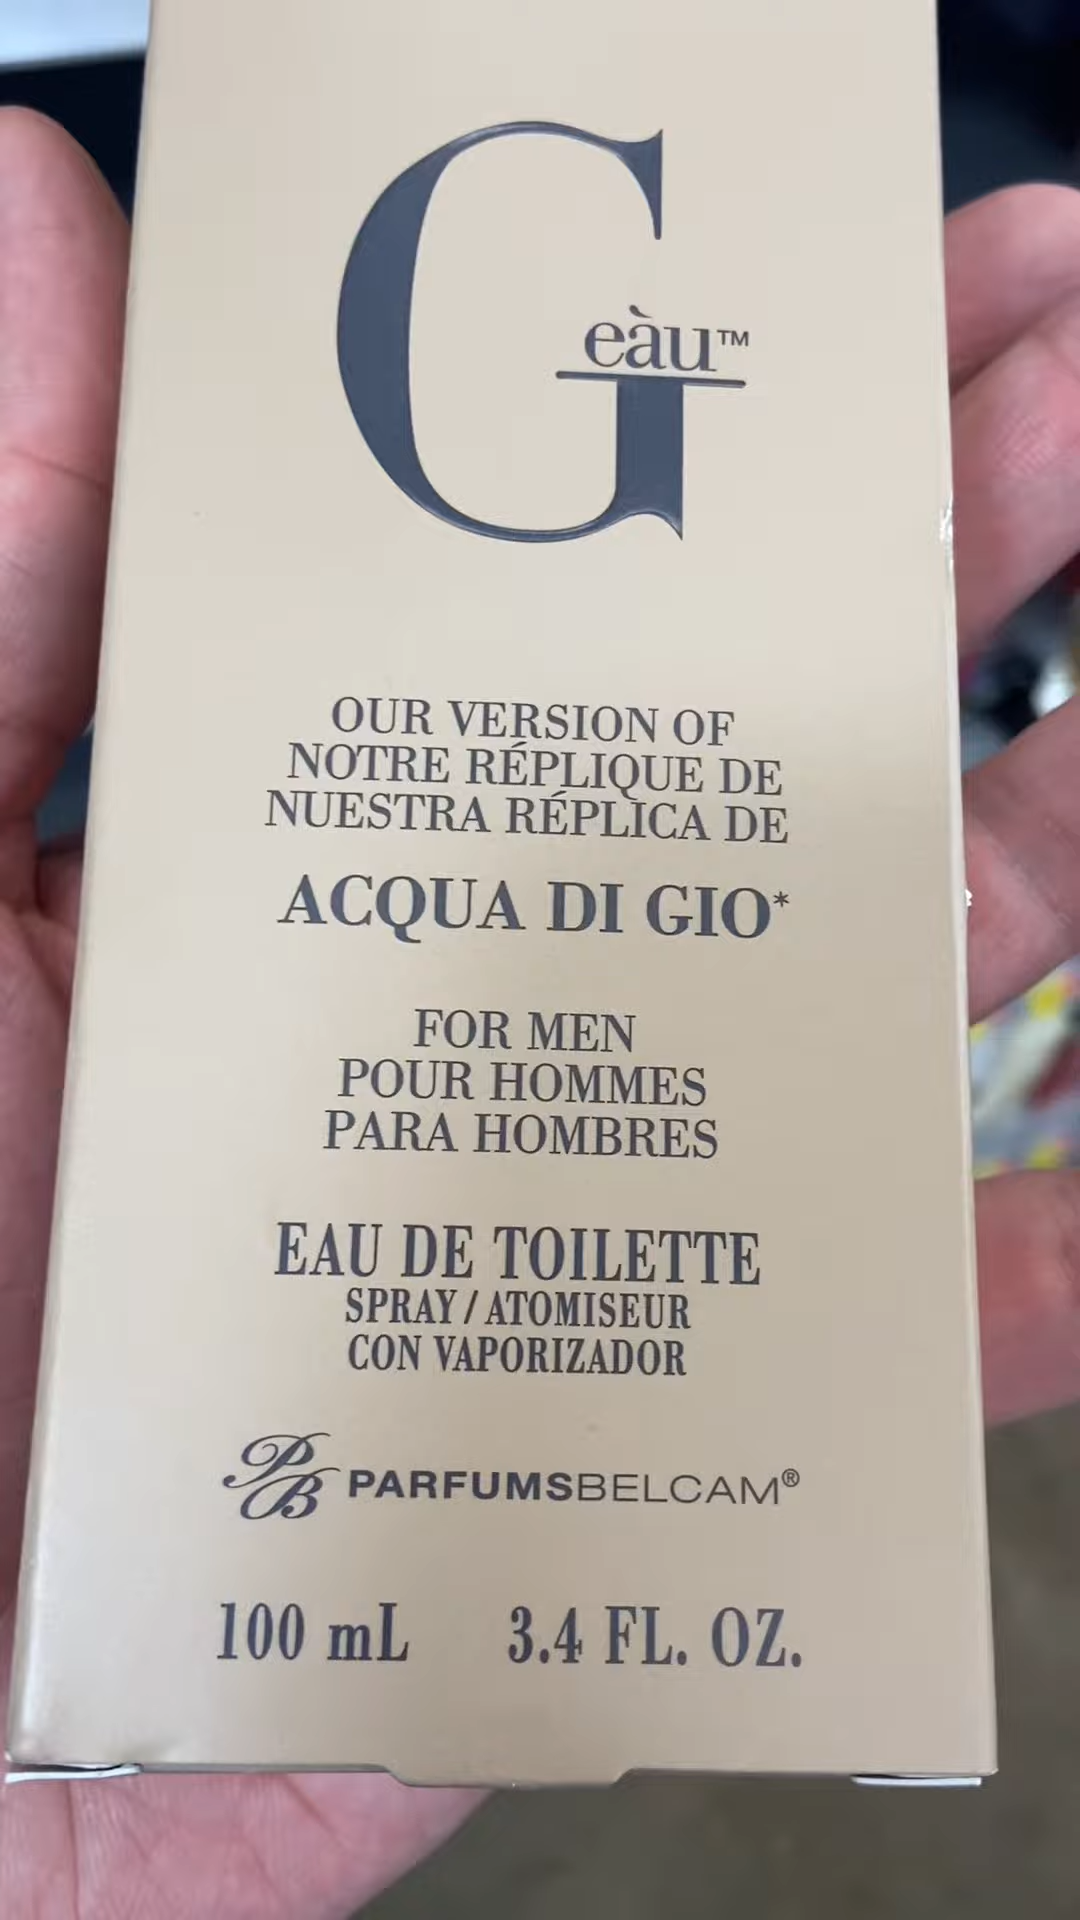 G
eàu™
OUR VERSION OF
NOTRE RÉPLIQUE DE
NUESTRA RÉPLICA DE
ACQUA DI GIO*
FOR MEN
POUR HOMMES
PARA HOMBRES
EAU DE TOILETTE
SPRAY / ATOMISEUR
CON VAPORIZADOR
PB PARFUMSBELCAM®
100 mL 3.4 FL. OZ.